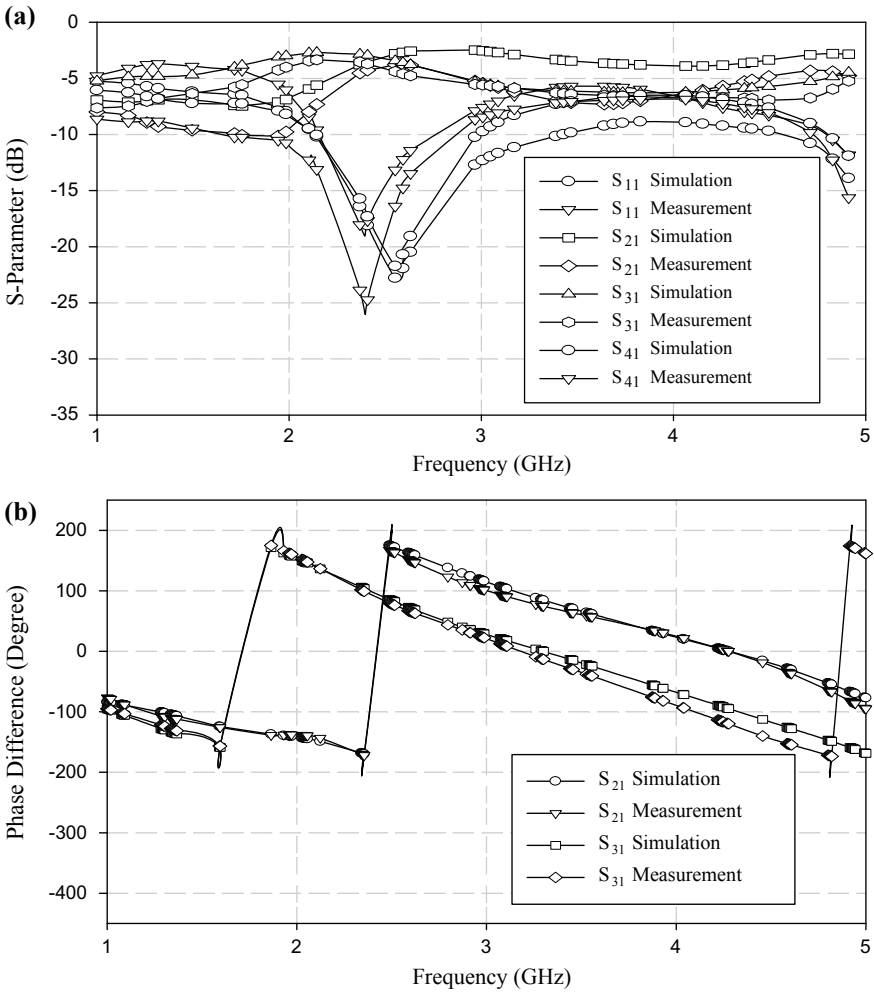 (a)
0
-5
-10
-15
-20
-25
-30
-35
S-Parameter (dB)
S11 Simulation
S11 Measurement
S21 Simulation
S21 Measurement
S31 Simulation
S31 Measurement
S41 Simulation
S41 Measurement
1 2 3 4 5
Frequency (GHz)
(b)
200
100
0
-100
-200
-300
-400
Phase Difference (Degree)
S21 Simulation
S21 Measurement
S31 Simulation
S31 Measurement
1 2 3 4 5
Frequency (GHz)